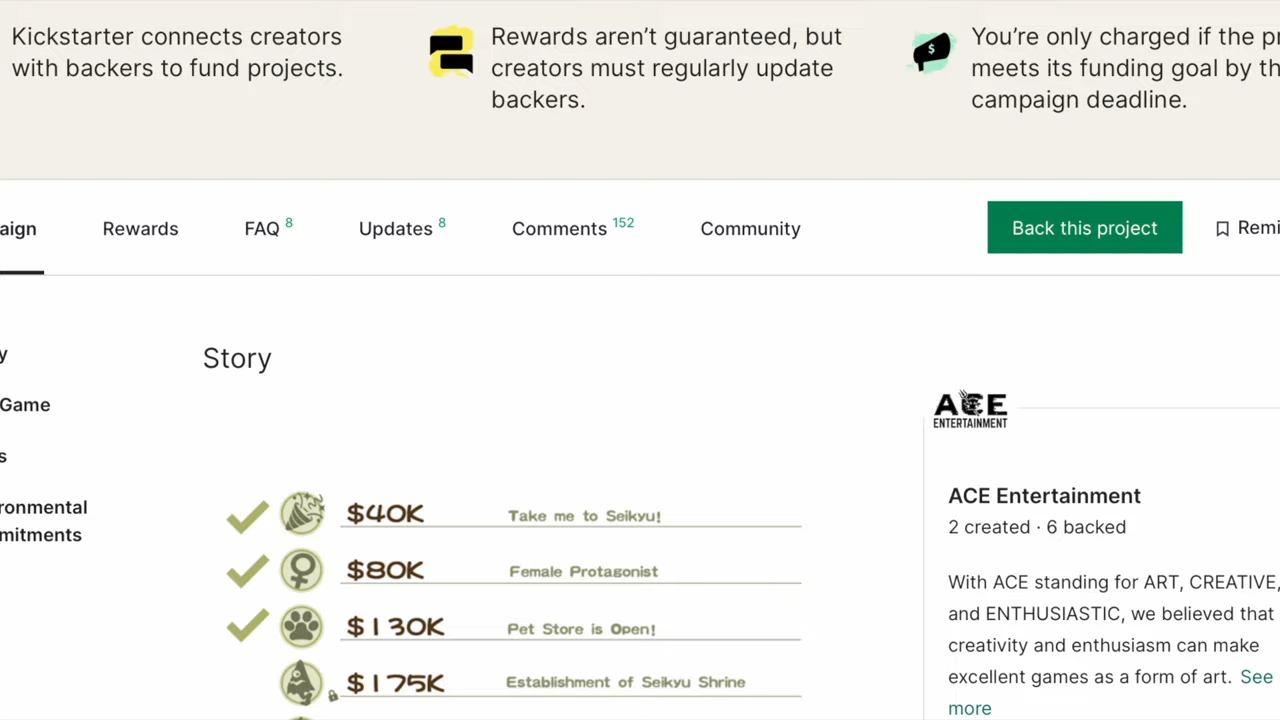 Kickstarter connects creators
with backers to fund projects.
Rewards aren't guaranteed, but
creators must regularly update
backers.
$
You're only charged if the pr
meets its funding goal by th
campaign deadline.
aign
Rewards
FAQ 8
Updates 8
Comments 152
Community
Back this project
Remi
y
Game
s
ronmental
mitments
Story
$40K Take me to Seikyu!
$80K Female Protagonist
$130K Pet Store is Open!
$175K Establishment of Seikyu Shrine
ACE
ENTERTAINMENT
ACE Entertainment
2 created · 6 backed
With ACE standing for ART, CREATIVE,
and ENTHUSIASTIC, we believed that
creativity and enthusiasm can make
excellent games as a form of art. See
more